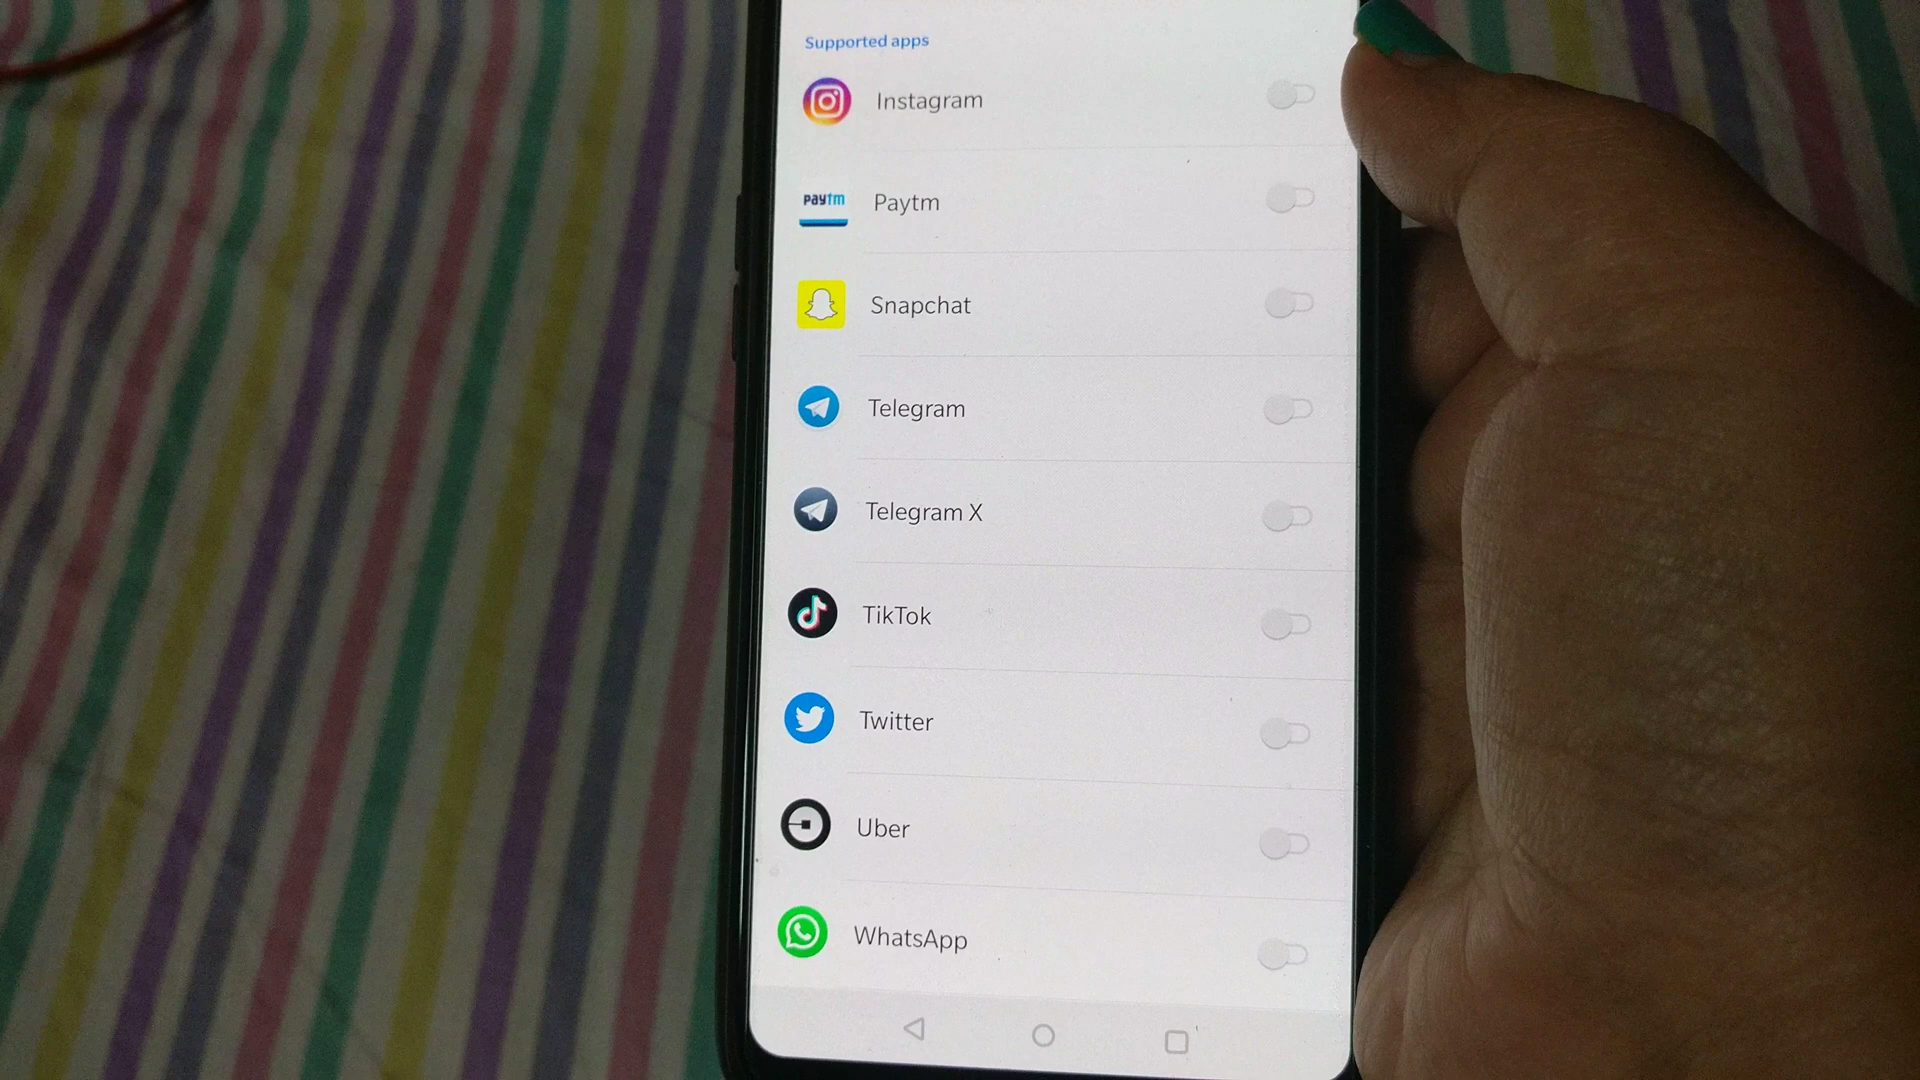 Supported apps
Instagram
paytm
Paytm
Snapchat
Telegram
Telegram X
TikTok
Twitter
Uber
WhatsApp